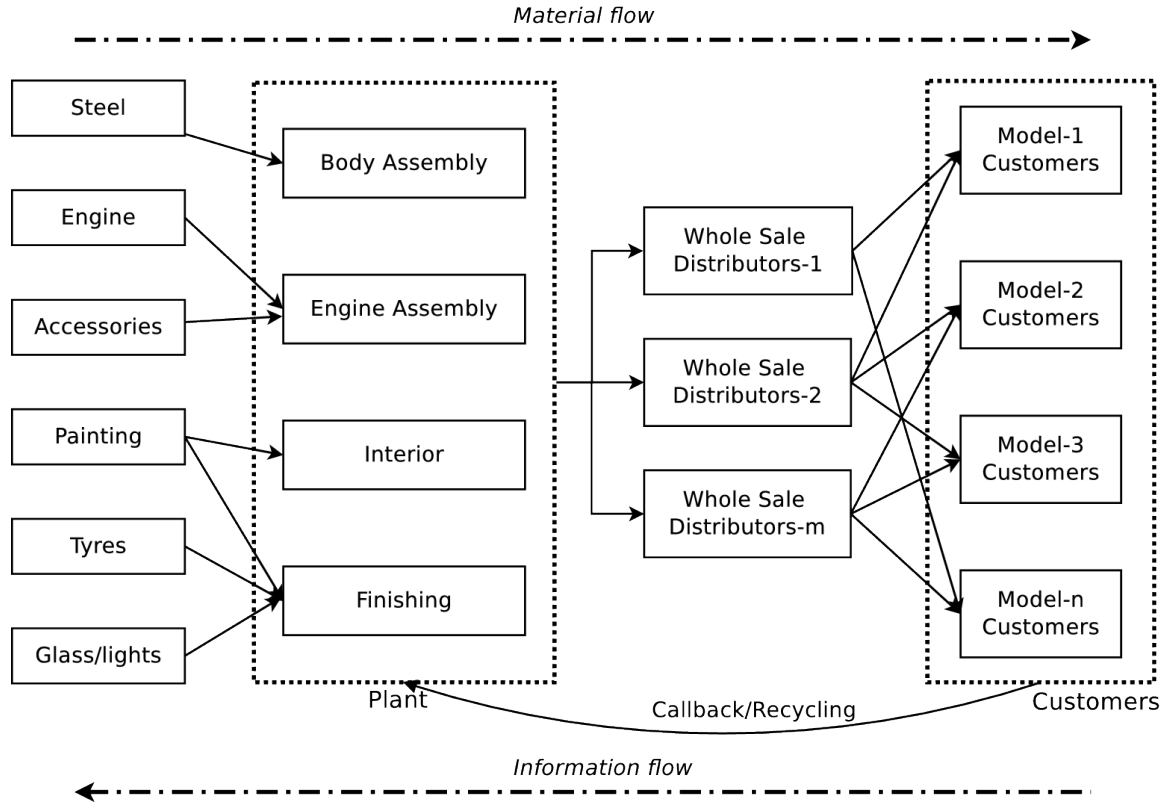 Material flow
Steel
Engine
Accessories
Painting
Tyres
Glass/lights
Body Assembly
Engine Assembly
Interior
Finishing
Plant
Whole Sale
Distributors-1
Whole Sale
Distributors-2
Whole Sale
Distributors-m
Model-1
Customers
Model-2
Customers
Model-3
Customers
Model-n
Customers
Customers
Callback/Recycling
Information flow